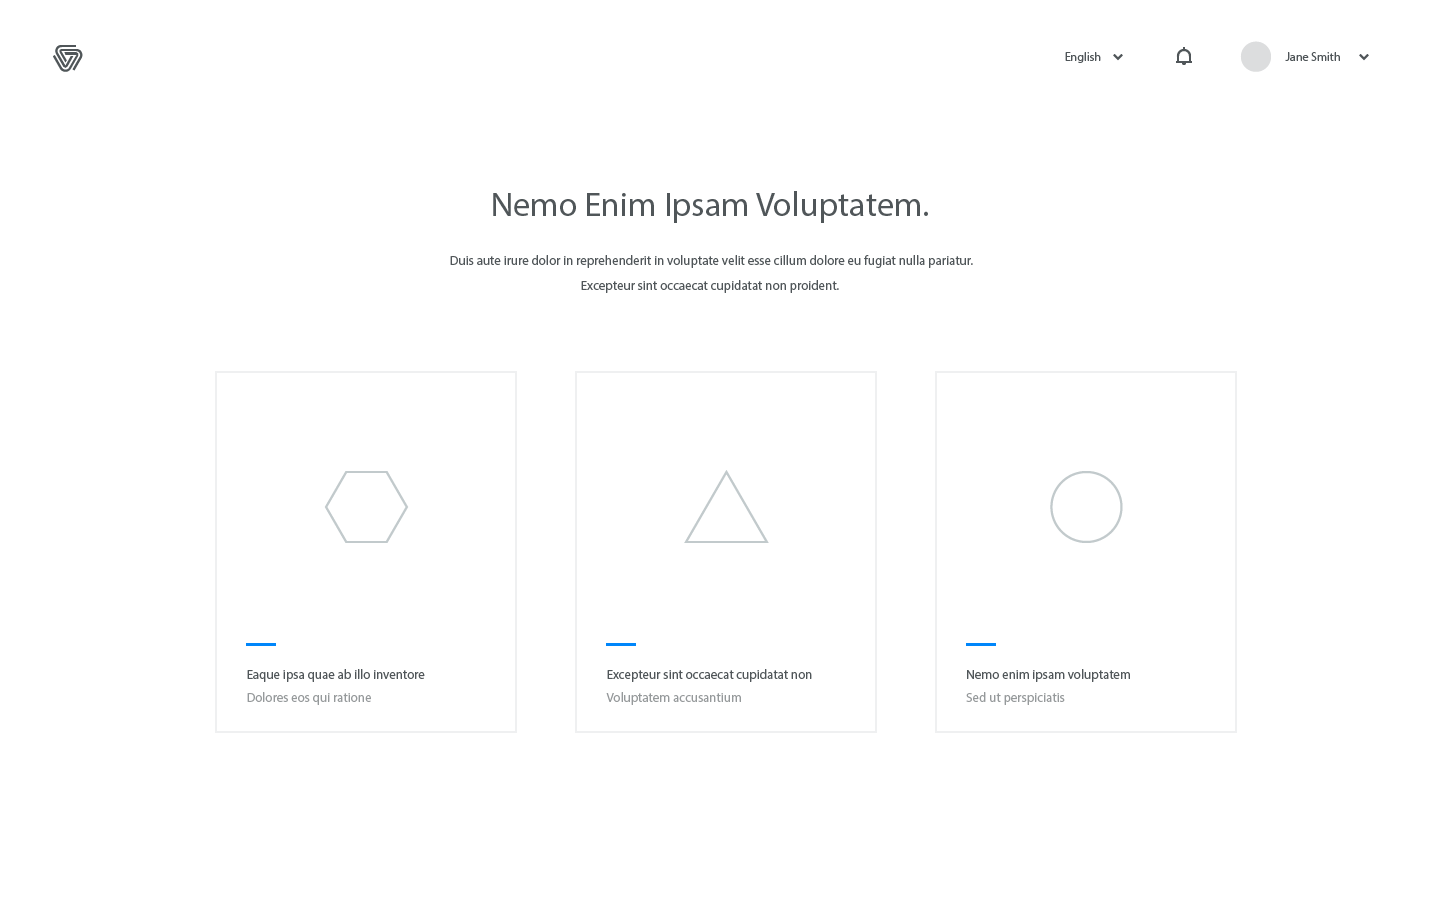 English
Jane Smith
Nemo Enim Ipsam Voluptatem.
Duis aute irure dolor in reprehenderit in voluptate velit esse cillum dolore eu fugiat nulla pariatur.
Excepteur sint occaecat cupidatat non proident.
Eaque ipsa quae ab illo inventore
Dolores eos qui ratione
Excepteur sint occaecat cupidatat non
Voluptatem accusantium
Nemo enim ipsam voluptatem
Sed ut perspiciatis